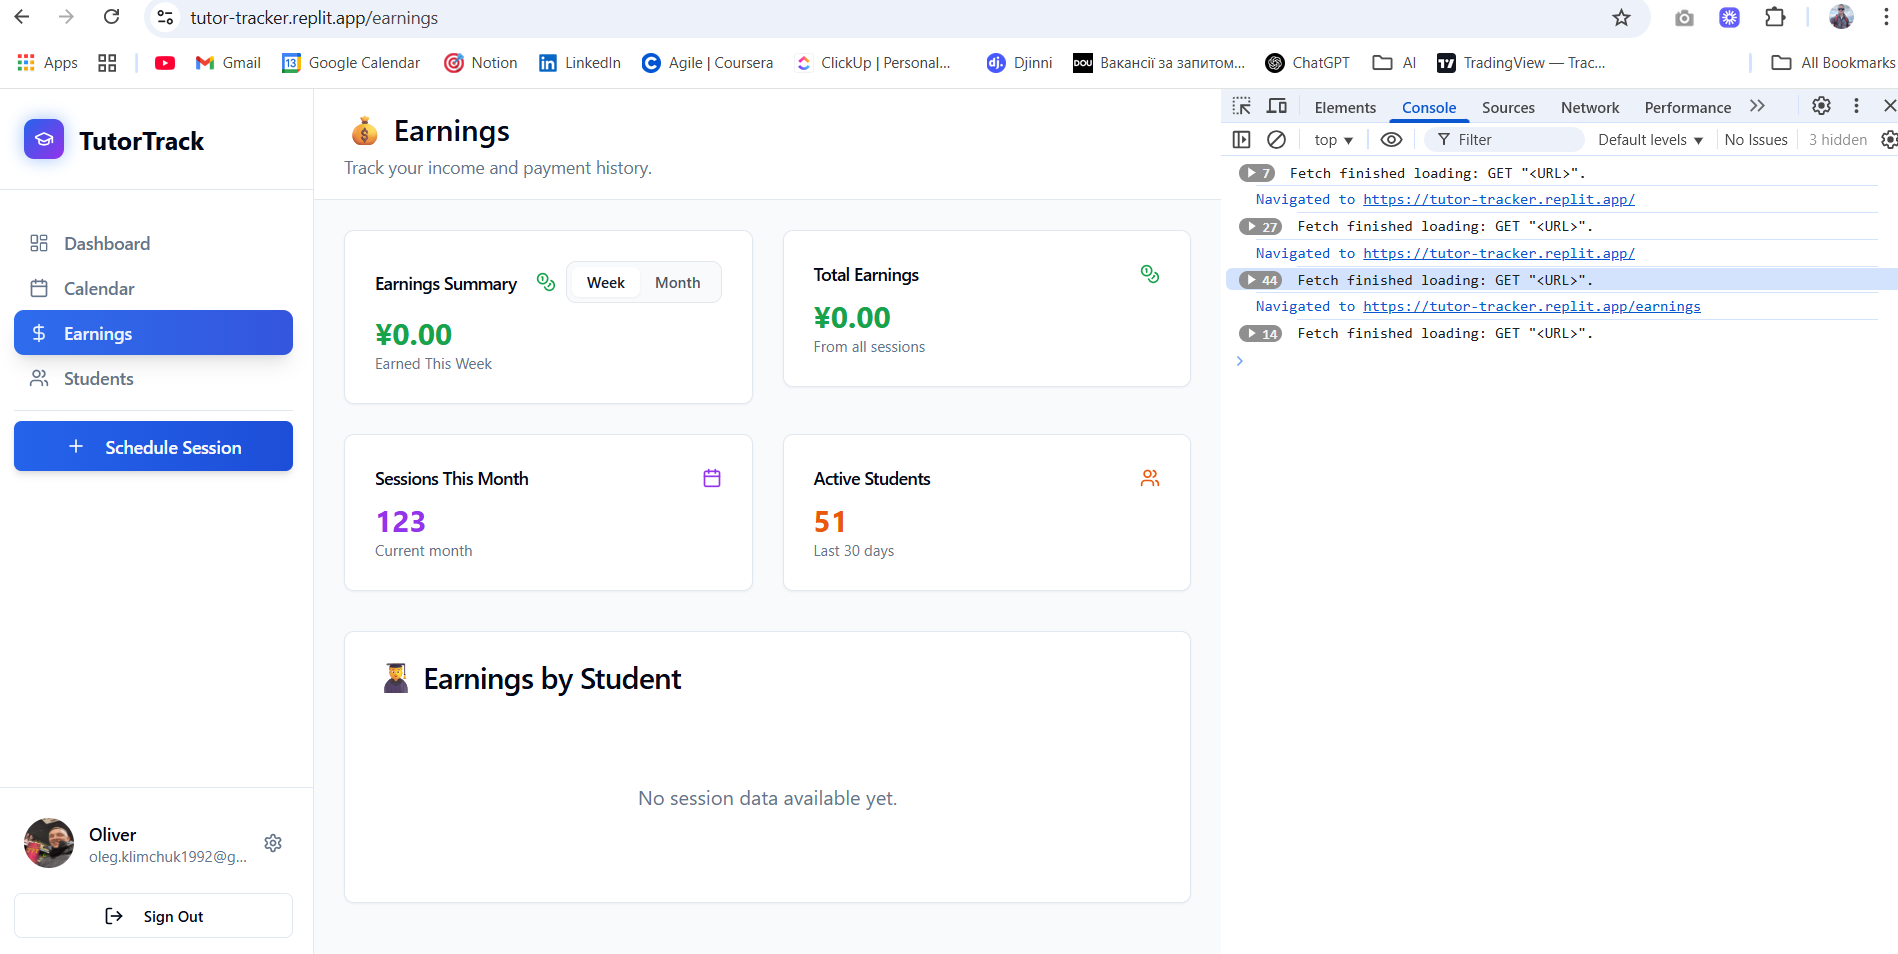 tutor-tracker.replit.app/earnings
Apps
Gmail
Google Calendar
Notion
LinkedIn
Agile | Coursera
ClickUp | Personal...
Djinni
Вакансії за запитом...
ChatGPT
AI
TradingView — Trac...
All Bookmarks
TutorTrack
Dashboard
Calendar
Earnings
Students
+ Schedule Session
Oliver
oleg.klimchuk1992@g...
Sign Out
Earnings
Track your income and payment history.
Earnings Summary
Week
Month
¥0.00
Earned This Week
Total Earnings
¥0.00
From all sessions
Sessions This Month
123
Current month
Active Students
51
Last 30 days
Earnings by Student
No session data available yet.
Elements
Console
Sources
Network
Performance
top
Filter
Default levels
No Issues
3 hidden
7 Fetch finished loading: GET "<URL>".
Navigated to https://tutor-tracker.replit.app/
27 Fetch finished loading: GET "<URL>".
Navigated to https://tutor-tracker.replit.app/
44 Fetch finished loading: GET "<URL>".
Navigated to https://tutor-tracker.replit.app/earnings
14 Fetch finished loading: GET "<URL>".